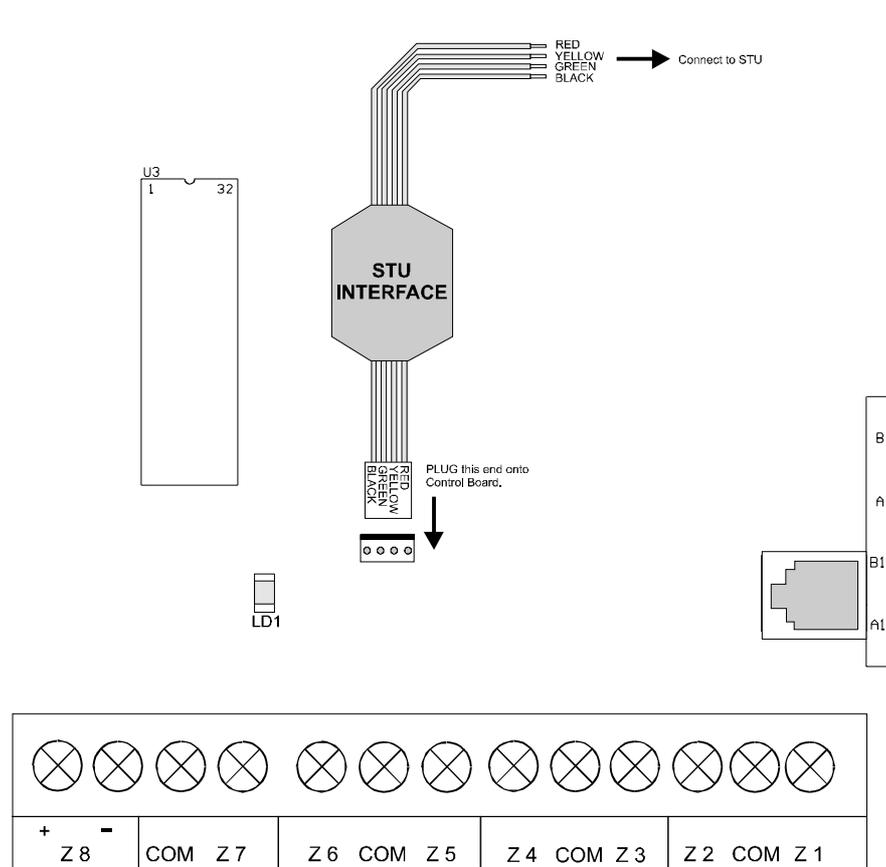 RED
YELLOW
GREEN
BLACK
Connect to STU
U3
1 32
STU
INTERFACE
BLACK
GREEN
YELLOW
RED
PLUG this end onto
Control Board.
B
A
B1
A1
LD1
+ -
Z 8 COM Z 7 Z 6 COM Z 5 Z 4 COM Z 3 Z 2 COM Z 1